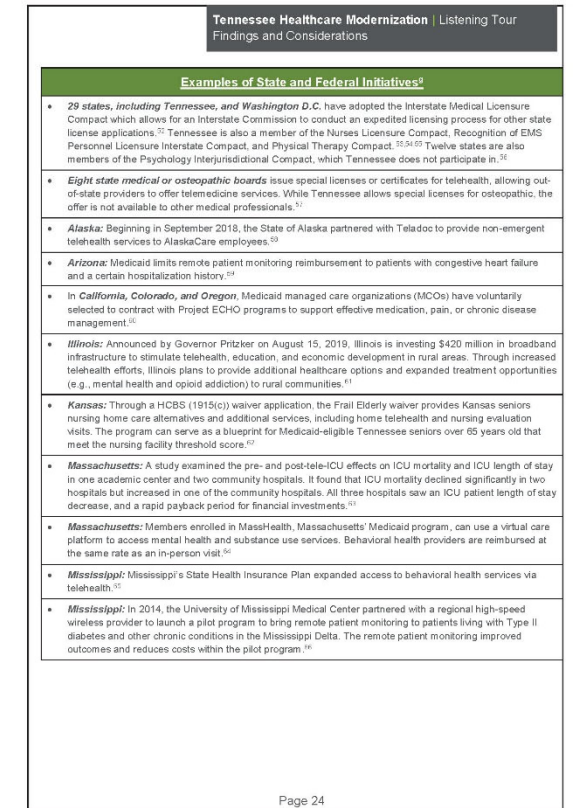 Tennessee Healthcare Modernization | Listening Tour
Findings and Considerations
Examples of State and Federal Initiatives⁹
• 29 states, including Tennessee, and Washington D.C. have adopted the Interstate Medical Licensure
Compact which allows for an Interstate Commission to conduct an expedited licensing process for other state
license applications.⁵² Tennessee is also a member of the Nurses Licensure Compact, Recognition of EMS
Personnel Licensure Interstate Compact, and Physical Therapy Compact. ⁵³,⁵⁴,⁵⁵ Twelve states are also
members of the Psychology Interjurisdictional Compact, which Tennessee does not participate in.⁵⁶
• Eight state medical or osteopathic boards issue special licenses or certificates for telehealth, allowing out-
of-state providers to offer telemedicine services. While Tennessee allows special licenses for osteopathic, the
offer is not available to other medical professionals.⁵⁷
• Alaska: Beginning in September 2018, the State of Alaska partnered with Teladoc to provide non-emergent
telehealth services to AlaskaCare employees.⁵⁸
• Arizona: Medicaid limits remote patient monitoring reimbursement to patients with congestive heart failure
and a certain hospitalization history.⁵⁹
• In California, Colorado, and Oregon, Medicaid managed care organizations (MCOs) have voluntarily
selected to contract with Project ECHO programs to support effective medication, pain, or chronic disease
management.⁶⁰
• Illinois: Announced by Governor Pritzker on August 15, 2019, Illinois is investing $420 million in broadband
infrastructure to stimulate telehealth, education, and economic development in rural areas. Through increased
telehealth efforts, Illinois plans to provide additional healthcare options and expanded treatment opportunities
(e.g., mental health and opioid addiction) to rural communities.⁶¹
• Kansas: Through a HCBS (1915(c)) waiver application, the Frail Elderly waiver provides Kansas seniors
nursing home care alternatives and additional services, including home telehealth and nursing evaluation
visits. The program can serve as a blueprint for Medicaid-eligible Tennessee seniors over 65 years old that
meet the nursing facility threshold score.⁶²
• Massachusetts: A study examined the pre- and post-tele-ICU effects on ICU mortality and ICU length of stay
in one academic center and two community hospitals. It found that ICU mortality declined significantly in two
hospitals but increased in one of the community hospitals. All three hospitals saw an ICU patient length of stay
decrease, and a rapid payback period for financial investments.⁶³
• Massachusetts: Members enrolled in MassHealth, Massachusetts' Medicaid program, can use a virtual care
platform to access mental health and substance use services. Behavioral health providers are reimbursed at
the same rate as an in-person visit.⁶⁴
• Mississippi: Mississippi's State Health Insurance Plan expanded access to behavioral health services via
telehealth.⁶⁵
• Mississippi: In 2014, the University of Mississippi Medical Center partnered with a regional high-speed
wireless provider to launch a pilot program to bring remote patient monitoring to patients living with Type II
diabetes and other chronic conditions in the Mississippi Delta. The remote patient monitoring improved
outcomes and reduces costs within the pilot program.⁶⁶
Page 24